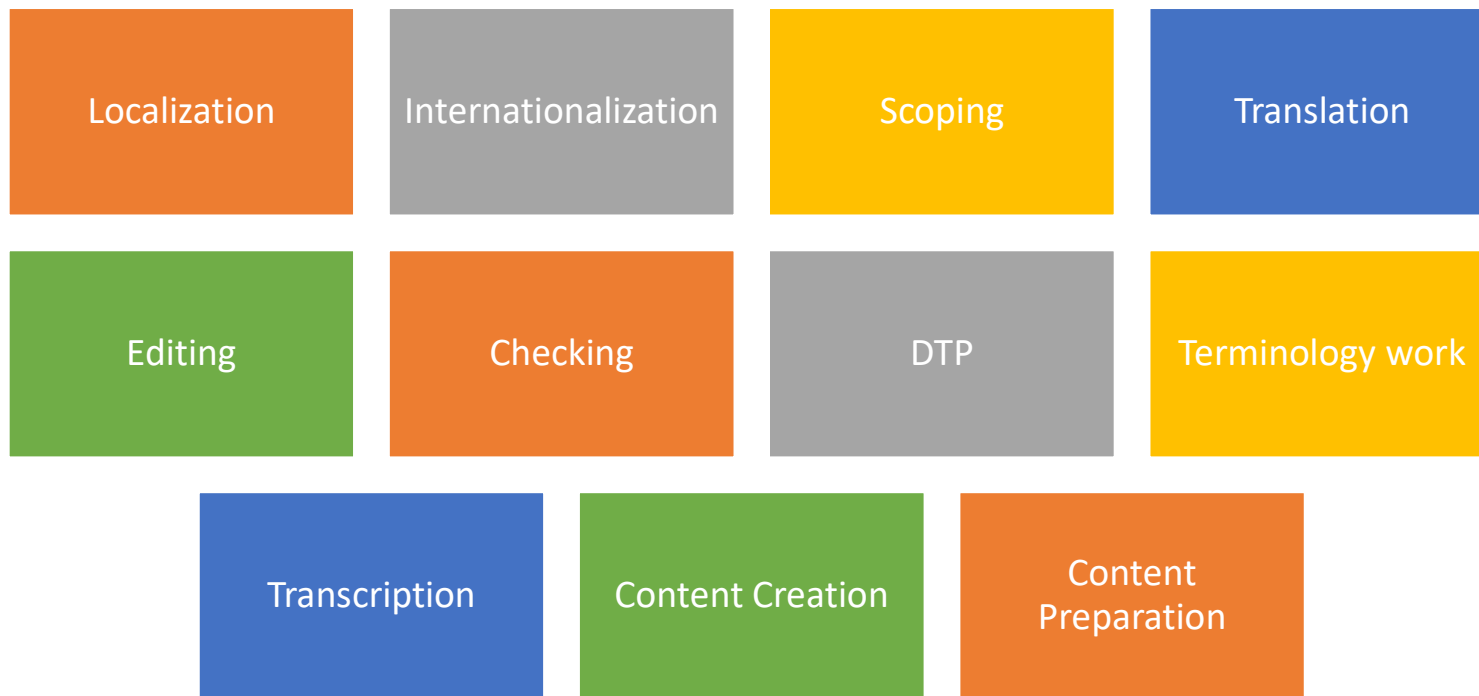 Localization
Internationalization
Scoping
Translation
Editing
Checking
DTP
Terminology work
Transcription
Content Creation
Content
Preparation